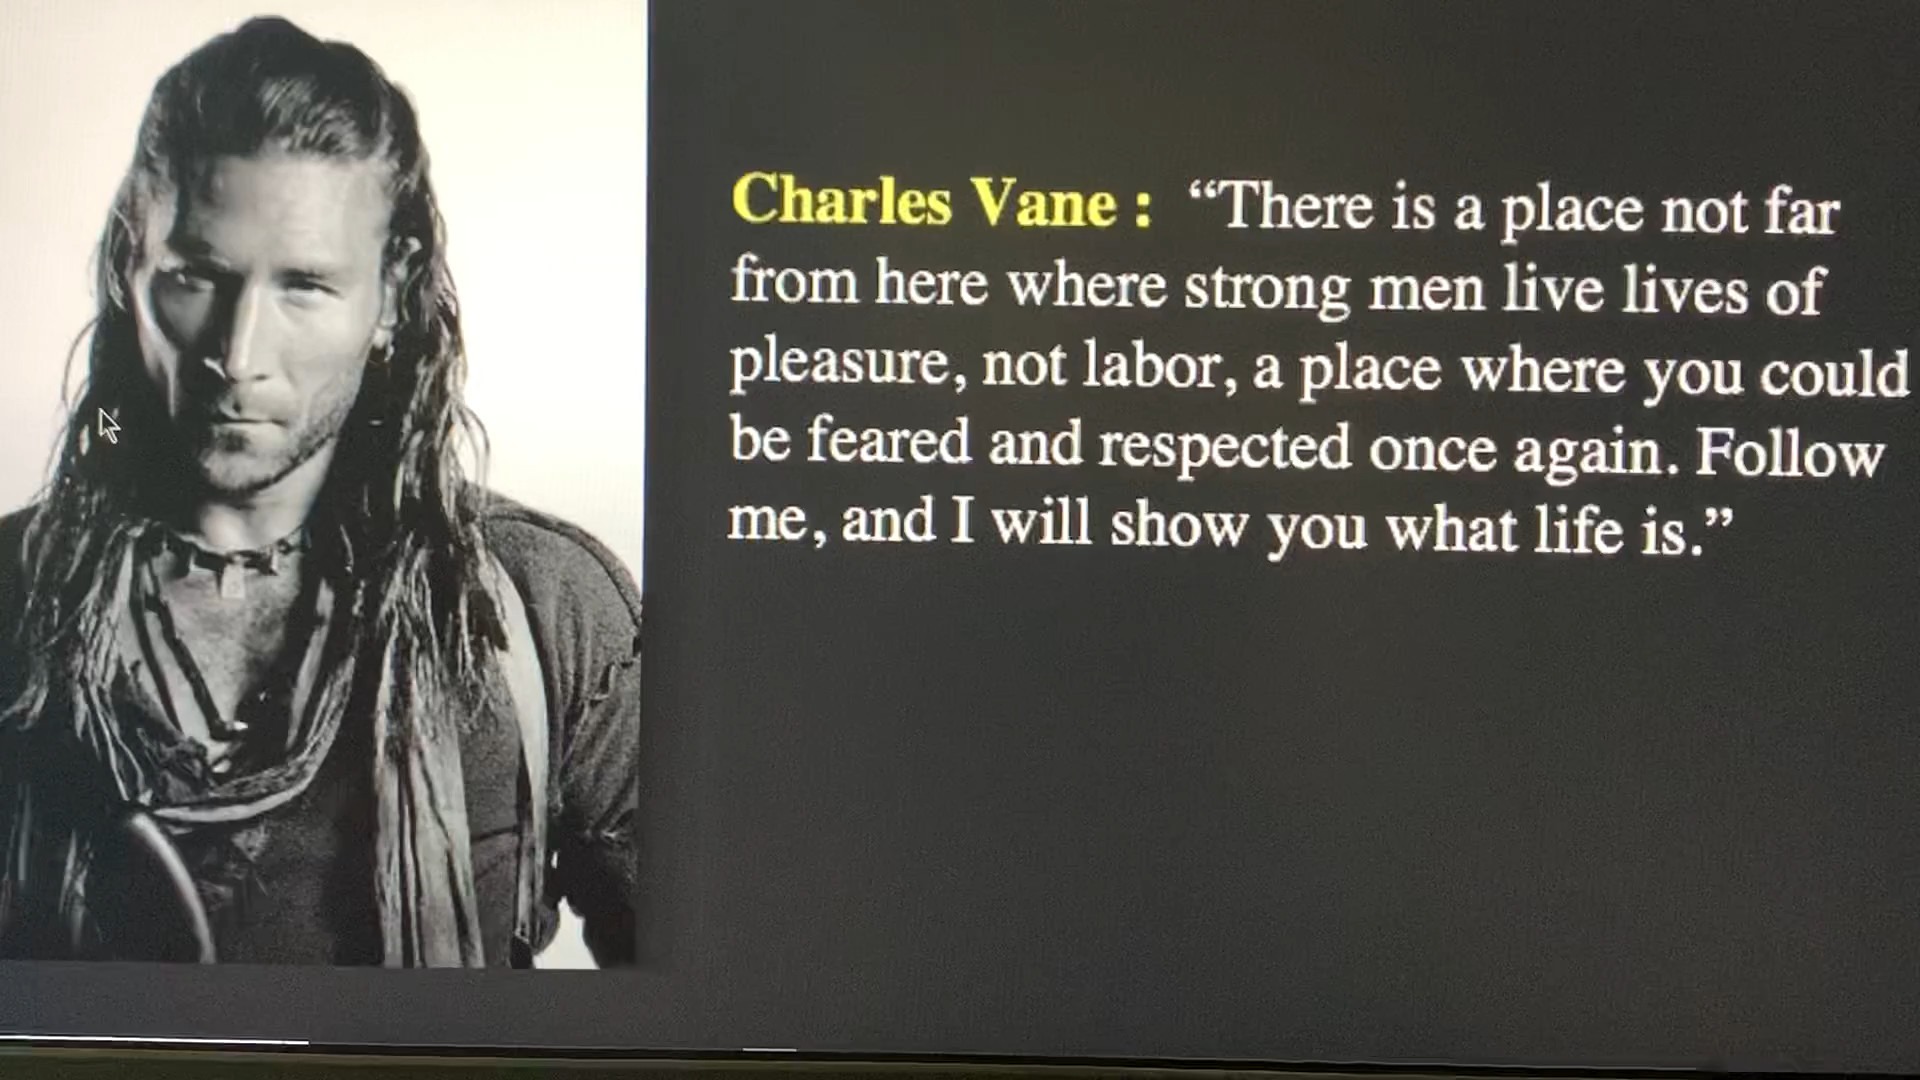 Charles Vane : “There is a place not far
from here where strong men live lives of
pleasure, not labor, a place where you could
be feared and respected once again. Follow
me, and I will show you what life is.”